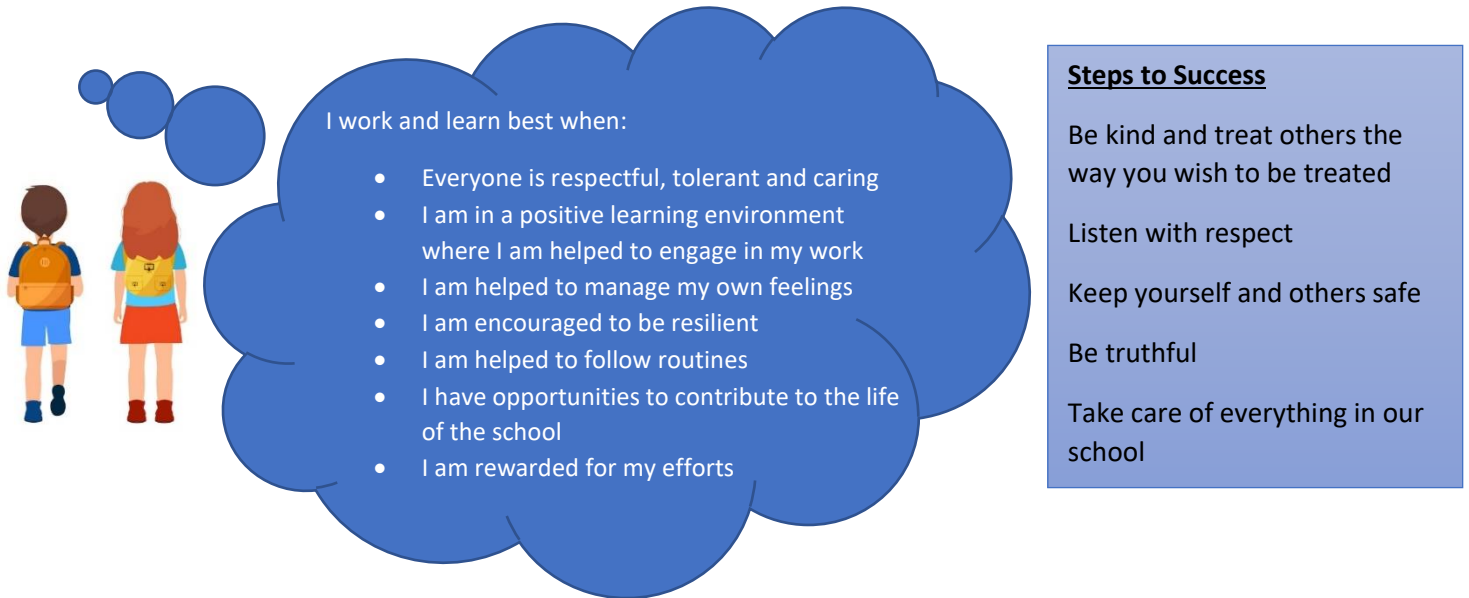 I work and learn best when:
• Everyone is respectful, tolerant and caring
• I am in a positive learning environment
where I am helped to engage in my work
• I am helped to manage my own feelings
• I am encouraged to be resilient
• I am helped to follow routines
• I have opportunities to contribute to the life
of the school
• I am rewarded for my efforts
Steps to Success
Be kind and treat others the
way you wish to be treated
Listen with respect
Keep yourself and others safe
Be truthful
Take care of everything in our
school